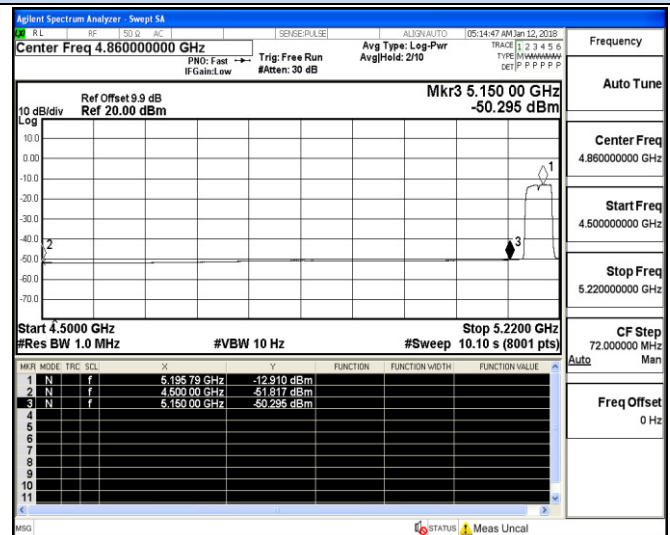 Agilent Spectrum Analyzer - Swept SA
RL RF 50 Ω AC SENSE:PULSE ALIGN AUTO 05:14:47 AM Jan 12, 2018
Center Freq 4.860000000 GHz
PNO: Fast
IFGain:Low
Trig: Free Run
#Atten: 30 dB
Avg Type: Log-Pwr
Avg|Hold: 2/10
TRACE 1 2 3 4 5 6
TYPE MWWWWW
DET P P P P P P
Frequency
Auto Tune
Mkr3 5.150 00 GHz
-50.295 dBm
Ref Offset 9.9 dB
Ref 20.00 dBm
10 dB/div
Log
10.0
0.00
-10.0
-20.0
-30.0
-40.0
-50.0
-60.0
-70.0
1
2
3
Start 4.5000 GHz Stop 5.2200 GHz
#Res BW 1.0 MHz #VBW 10 Hz #Sweep 10.10 s (8001 pts)
Center Freq
4.860000000 GHz
Start Freq
4.500000000 GHz
Stop Freq
5.220000000 GHz
CF Step
72.000000 MHz
Auto Man
Freq Offset
0 Hz
MKR MODE TRC SCL X Y FUNCTION FUNCTION WIDTH FUNCTION VALUE
1 N f 5.195 79 GHz -12.910 dBm
2 N f 4.500 00 GHz -51.817 dBm
3 N f 5.150 00 GHz -50.295 dBm
4
5
6
7
8
9
10
11
MSG STATUS Meas Uncal